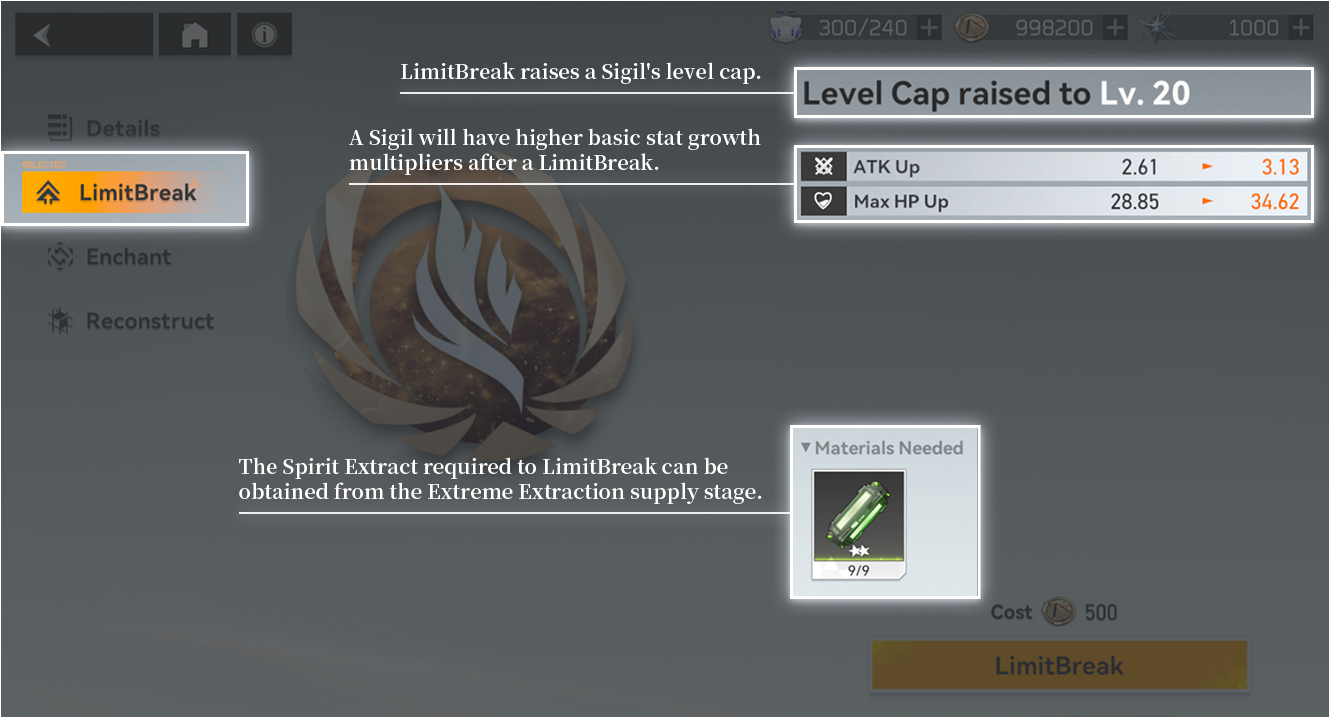 300/240
998200
1000
LimitBreak raises a Sigil's level cap.
Level Cap raised to Lv. 20
Details
A Sigil will have higher basic stat growth
multipliers after a LimitBreak.
ATK Up 2.61 3.13
Max HP Up 28.85 34.62
SELECTED
LimitBreak
Enchant
Reconstruct
Materials Needed
The Spirit Extract required to LimitBreak can be
obtained from the Extreme Extraction supply stage.
9/9
Cost 500
LimitBreak